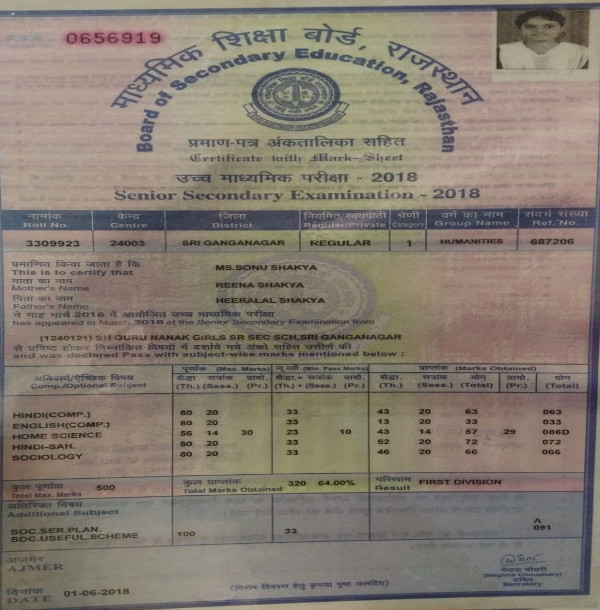 0656919
माध्यमिक शिक्षा बोर्ड, राजस्थान
Board of Secondary Education, Rajasthan
प्रमाण-पत्र अंकतालिका सहित
Certificate with Mark-Sheet
उच्च माध्यमिक परीक्षा - 2018
Senior Secondary Examination - 2018
नामांक केन्द्र जिला नियमित/स्वयंपाठी श्रेणी वर्ग का नाम संदर्भ संख्या
Roll No. Centre District Regular/Private Category Group Name Ref. No.
3309923 24003 SRI GANGANAGAR REGULAR 1 HUMANITIES 687206
प्रमाणित किया जाता है कि
This is to certify that MS.SONU SHAKYA
माता का नाम
Mother's Name REENA SHAKYA
पिता का नाम
Father's Name HEERALAL SHAKYA
ने माह मार्च 2018 में आयोजित उच्च माध्यमिक परीक्षा
has appeared in March, 2018 at the Senior Secondary Examination from
(1240121) SH GURU NANAK GIRLS SR SEC SCH,SRI GANGANAGAR
से प्रविष्ट होकर निम्नांकित विषयों में दर्शाये गये अंकों सहित उत्तीर्ण की
and was declared Pass with subject-wise marks mentioned below :
पूर्णांक (Max. Marks) न्यू.उत्ती. (Min. Pass Marks) प्राप्तांक (Marks Obtained)
अनिवार्य/ऐच्छिक विषय सैद्धा. सत्रांक प्रायो. सैद्धा.+ सत्रांक प्रायो. सैद्धा. सत्रांक योग प्रायो. योग
Comp./Optional Subject (Th.) (Sess.) (Pr.) (Th.) + (Sess.) (Pr.) (Th.) (Sess.) (Total) (Pr.) (Total)
HINDI(COMP.) 80 20 33 43 20 63 063
ENGLISH(COMP.) 80 20 33 13 20 33 033
HOME SCIENCE 56 14 30 23 10 43 14 57 29 086D
HINDI-SAH. 80 20 33 52 20 72 072
SOCIOLOGY 80 20 33 46 20 66 066
कुल पूर्णांक 500 कुल प्राप्तांक 320 64.00% परिणाम FIRST DIVISION
Total Max. Marks Total Marks Obtained Result
अतिरिक्त विषय
Additional Subject
SOC.SER.PLAN. A
SOC.USEFUL.SCHEME 100 33 091
अजमेर
AJMER
(Meghna Choudhary)
सचिव
Secretary
दिनांक
DATE 01-06-2018
(विशेष विवरण हेतु कृपया पृष्ठ उलटिए)